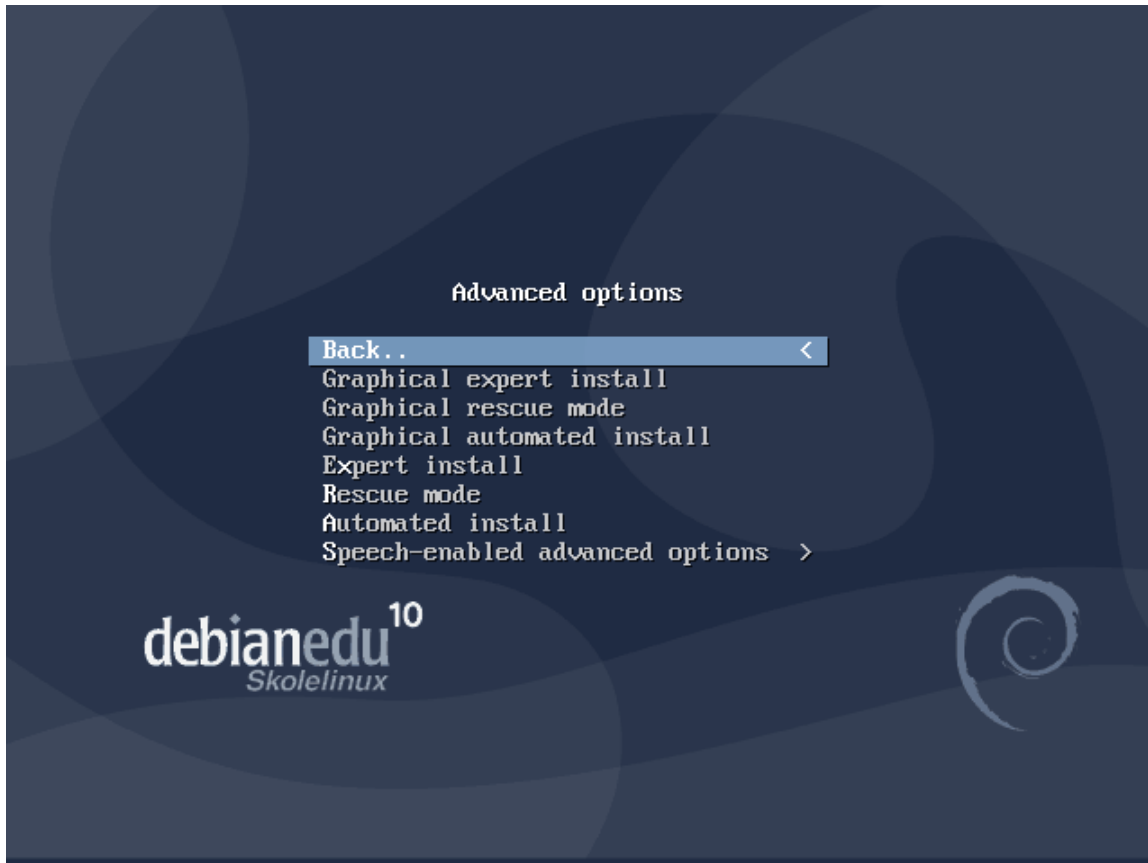 Advanced options
Back.. <
Graphical expert install
Graphical rescue mode
Graphical automated install
Expert install
Rescue mode
Automated install
Speech-enabled advanced options >
debianedu 10
Skolelinux